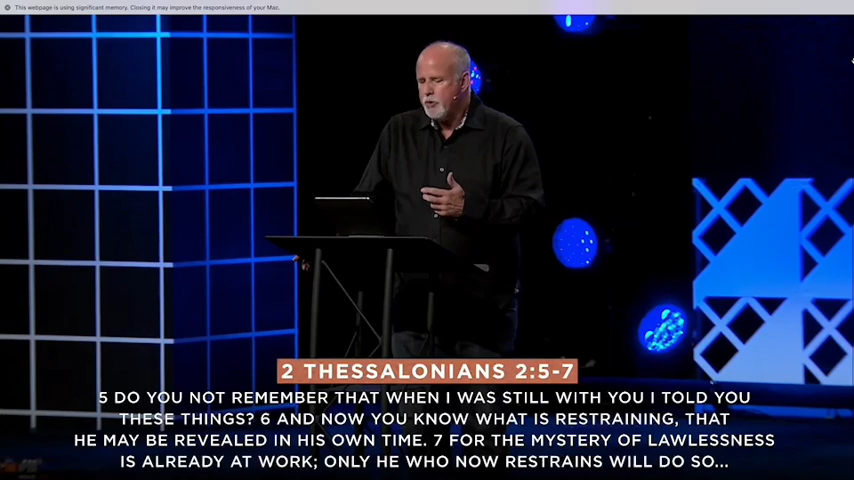 This webpage is using significant memory. Closing it may improve the responsiveness of your Mac.
2 THESSALONIANS 2:5-7
5 DO YOU NOT REMEMBER THAT WHEN I WAS STILL WITH YOU I TOLD YOU
THESE THINGS? 6 AND NOW YOU KNOW WHAT IS RESTRAINING, THAT
HE MAY BE REVEALED IN HIS OWN TIME. 7 FOR THE MYSTERY OF LAWLESSNESS
IS ALREADY AT WORK; ONLY HE WHO NOW RESTRAINS WILL DO SO...